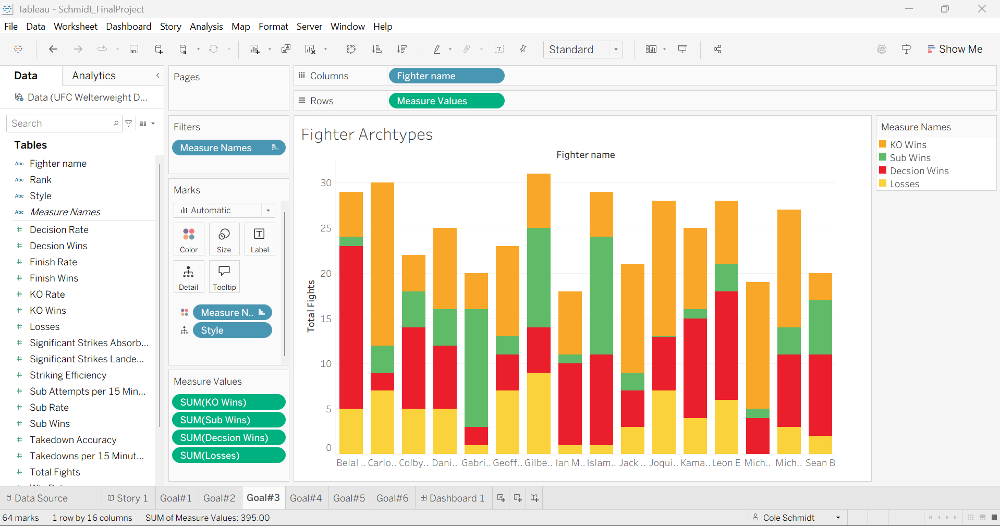 Tableau - Schmidt_FinalProject
File Data Worksheet Dashboard Story Analysis Map Format Server Window Help
Standard
Show Me
Data Analytics
Data (UFC Welterweight D...
Search
Tables
Abc Fighter name
Abc Rank
Abc Style
Abc Measure Names
# Decision Rate
# Decsion Wins
# Finish Rate
# Finish Wins
# KO Rate
# KO Wins
# Losses
# Significant Strikes Absorb...
# Significant Strikes Lande...
# Striking Efficiency
# Sub Attempts per 15 Min...
# Sub Rate
# Sub Wins
# Takedown Accuracy
# Takedowns per 15 Minut...
# Total Fights
Pages
Filters
Measure Names
Marks
Automatic
Color Size Label
Detail Tooltip
Measure N..
Style
Measure Values
SUM(KO Wins)
SUM(Sub Wins)
SUM(Decsion Wins)
SUM(Losses)
Columns Fighter name
Rows Measure Values
Fighter Archtypes
Fighter name
Total Fights
30
25
20
15
10
5
0
Belal .. Carlo.. Colby.. Dani.. Gabri.. Geoff.. Gilbe.. Ian M.. Islam.. Jack .. Joqui.. Kama.. Leon E Mich.. Mich.. Sean B
Measure Names
KO Wins
Sub Wins
Decsion Wins
Losses
Data Source Story 1 Goal#1 Goal#2 Goal#3 Goal#4 Goal#5 Goal#6 Dashboard 1
64 marks 1 row by 16 columns SUM of Measure Values: 395.00
Cole Schmidt